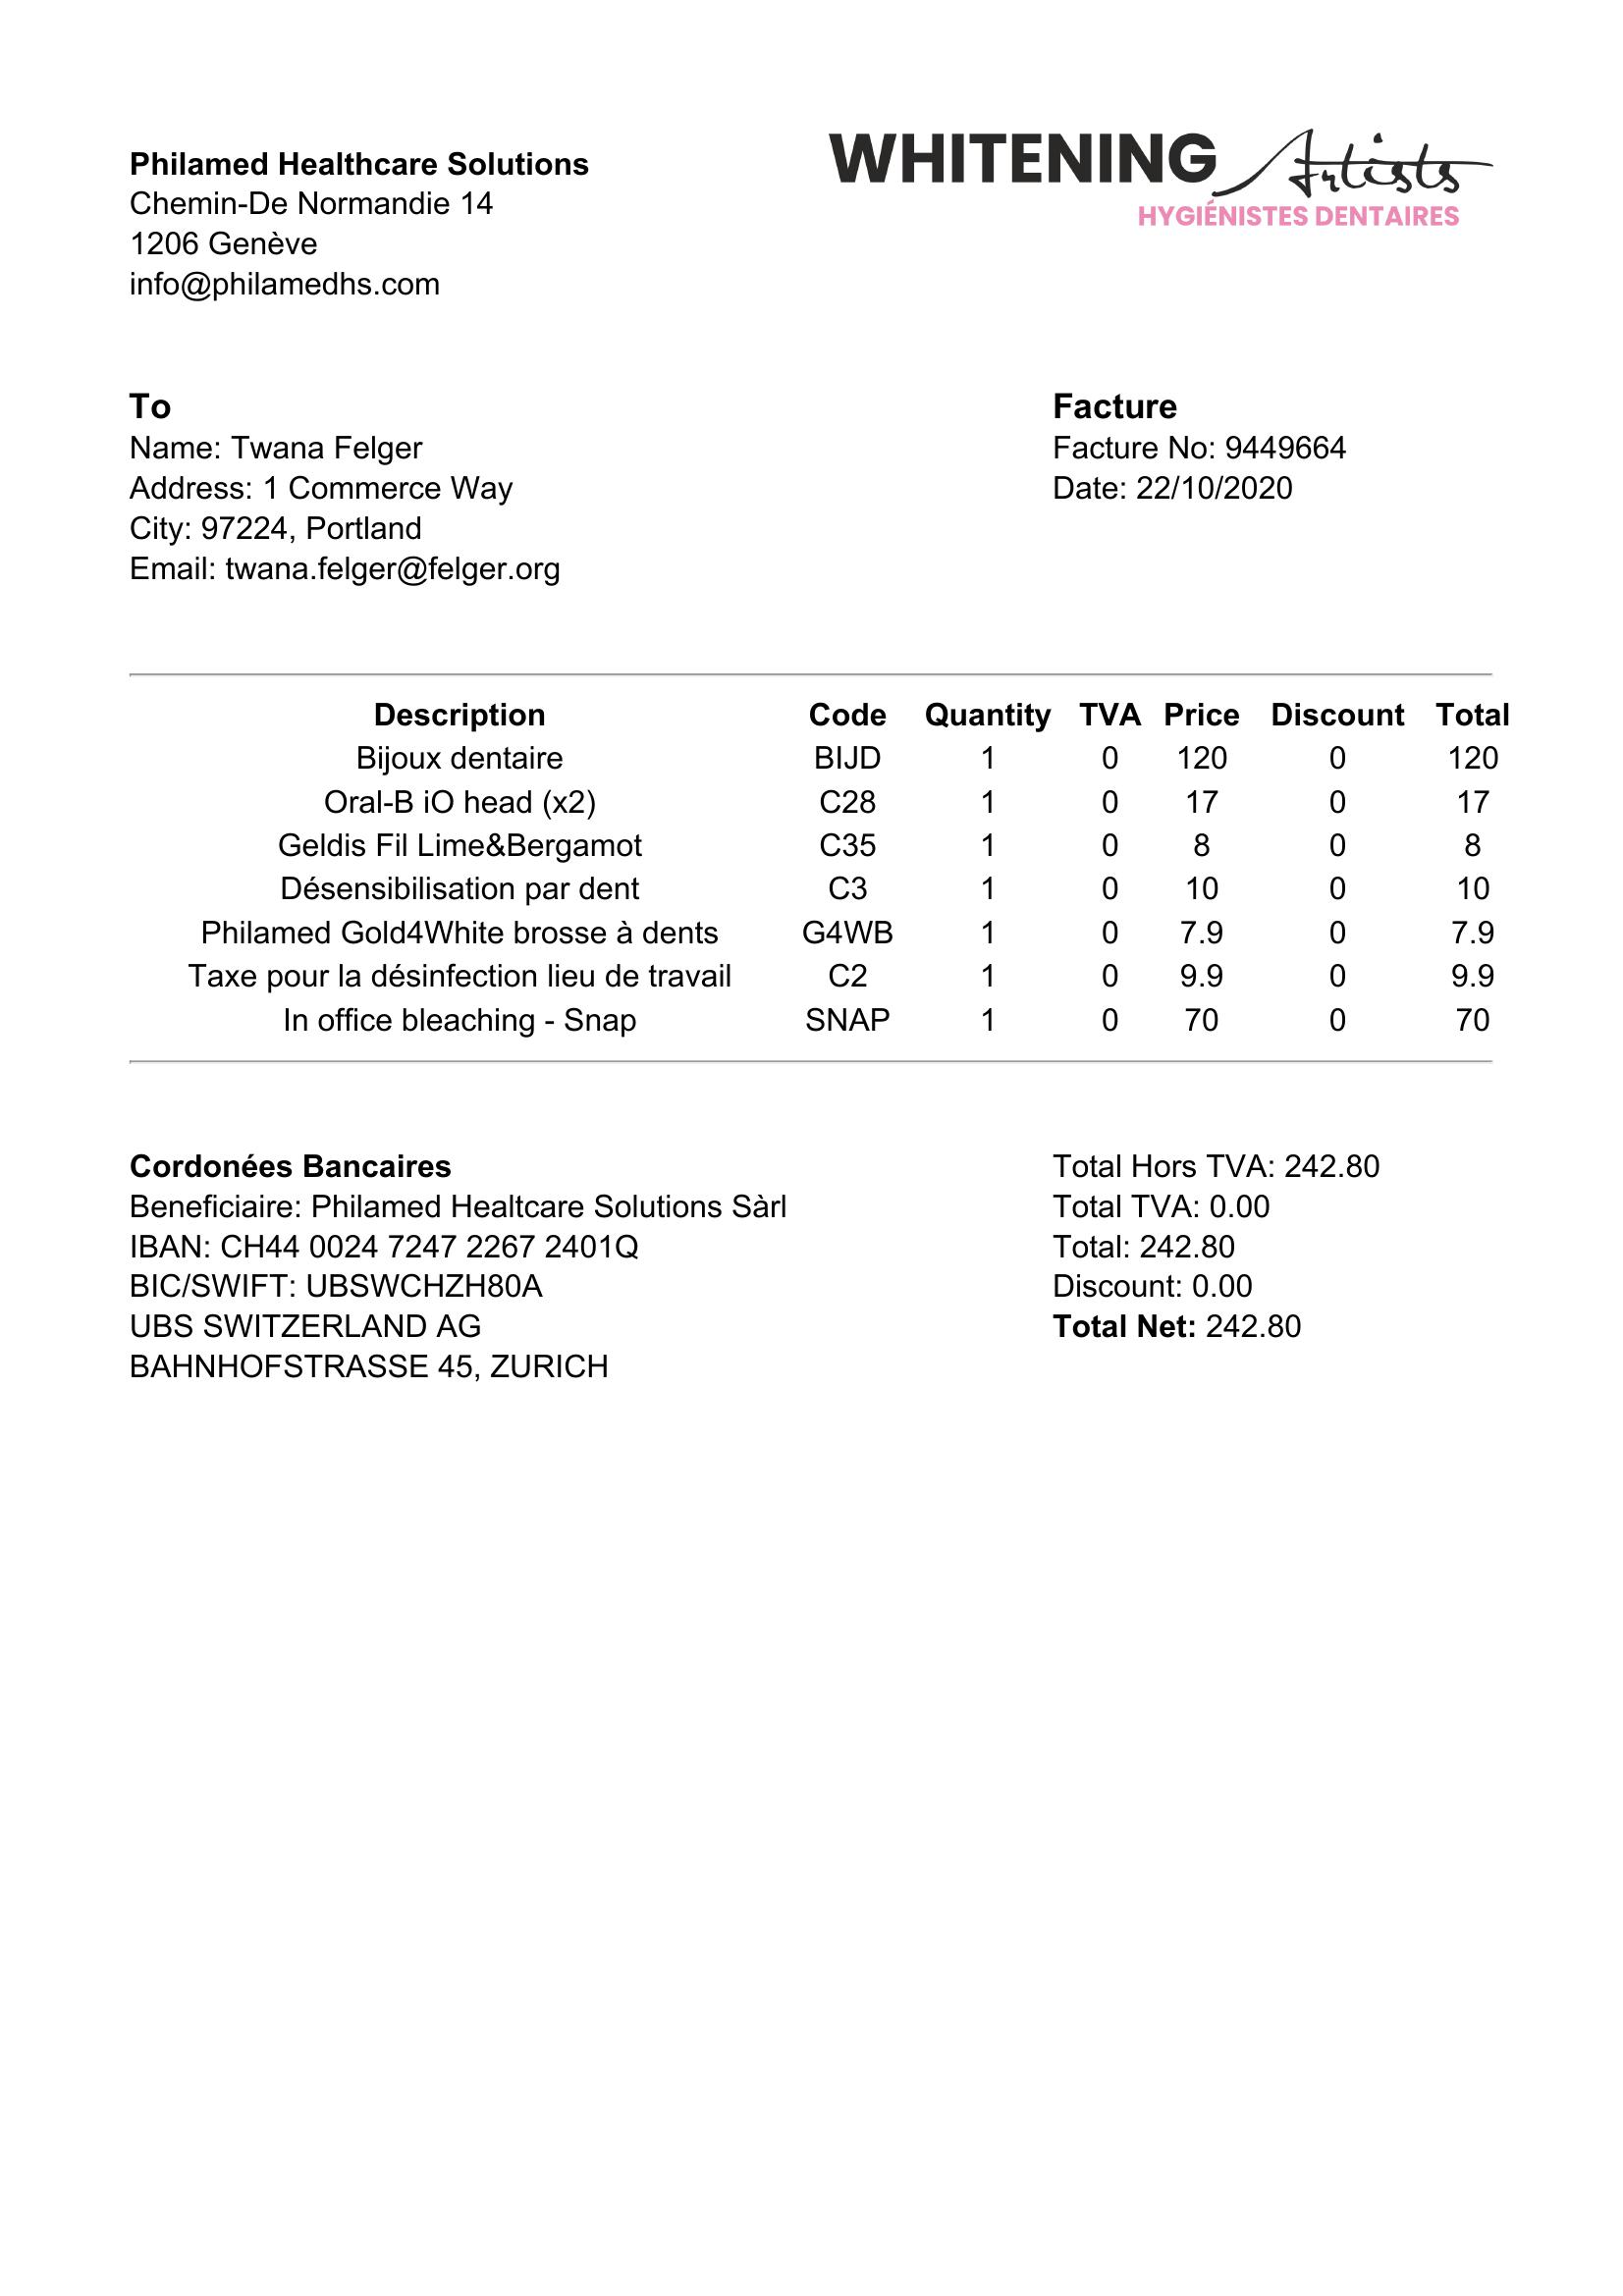 Philamed Healthcare Solutions
Chemin-De Normandie 14
1206 Genève
info@philamedhs.com
WHITENING Artists
HYGIÉNISTES DENTAIRES
To
Name: Twana Felger
Address: 1 Commerce Way
City: 97224, Portland
Email: twana.felger@felger.org
Facture
Facture No: 9449664
Date: 22/10/2020
Description Code Quantity TVA Price Discount Total
Bijoux dentaire BIJD 1 0 120 0 120
Oral-B iO head (x2) C28 1 0 17 0 17
Geldis Fil Lime&Bergamot C35 1 0 8 0 8
Désensibilisation par dent C3 1 0 10 0 10
Philamed Gold4White brosse à dents G4WB 1 0 7.9 0 7.9
Taxe pour la désinfection lieu de travail C2 1 0 9.9 0 9.9
In office bleaching - Snap SNAP 1 0 70 0 70
Cordonées Bancaires
Beneficiaire: Philamed Healtcare Solutions Sàrl
IBAN: CH44 0024 7247 2267 2401Q
BIC/SWIFT: UBSWCHZH80A
UBS SWITZERLAND AG
BAHNHOFSTRASSE 45, ZURICH
Total Hors TVA: 242.80
Total TVA: 0.00
Total: 242.80
Discount: 0.00
Total Net: 242.80